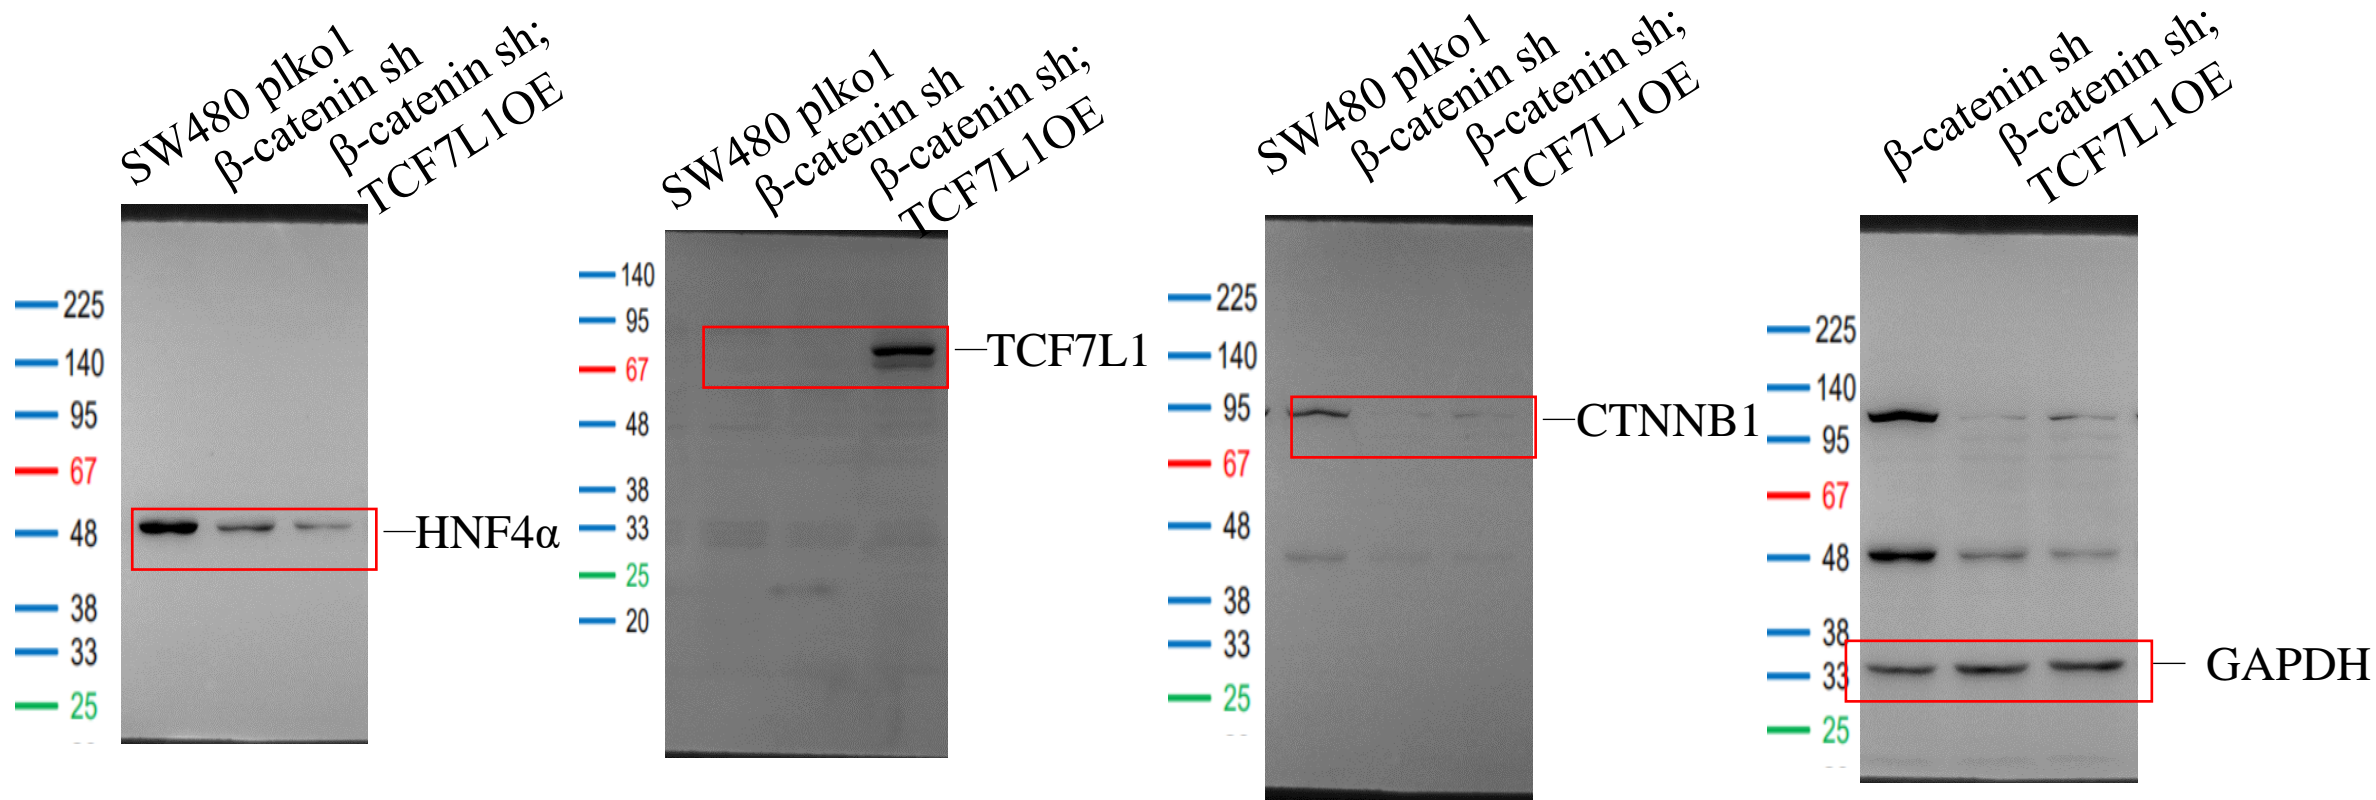 SW480 plko1
β-catenin sh
β-catenin sh;
TCF7L1OE
225
140
95
67
48
38
33
25
HNF4α
SW480 plko1
β-catenin sh
β-catenin sh;
TCF7L1OE
140
95
67
48
38
33
25
20
TCF7L1
SW480 plko1
β-catenin sh
β-catenin sh;
TCF7L1OE
225
140
95
67
48
38
33
25
CTNNB1
β-catenin sh
β-catenin sh;
TCF7L1OE
225
140
95
67
48
38
33
25
GAPDH